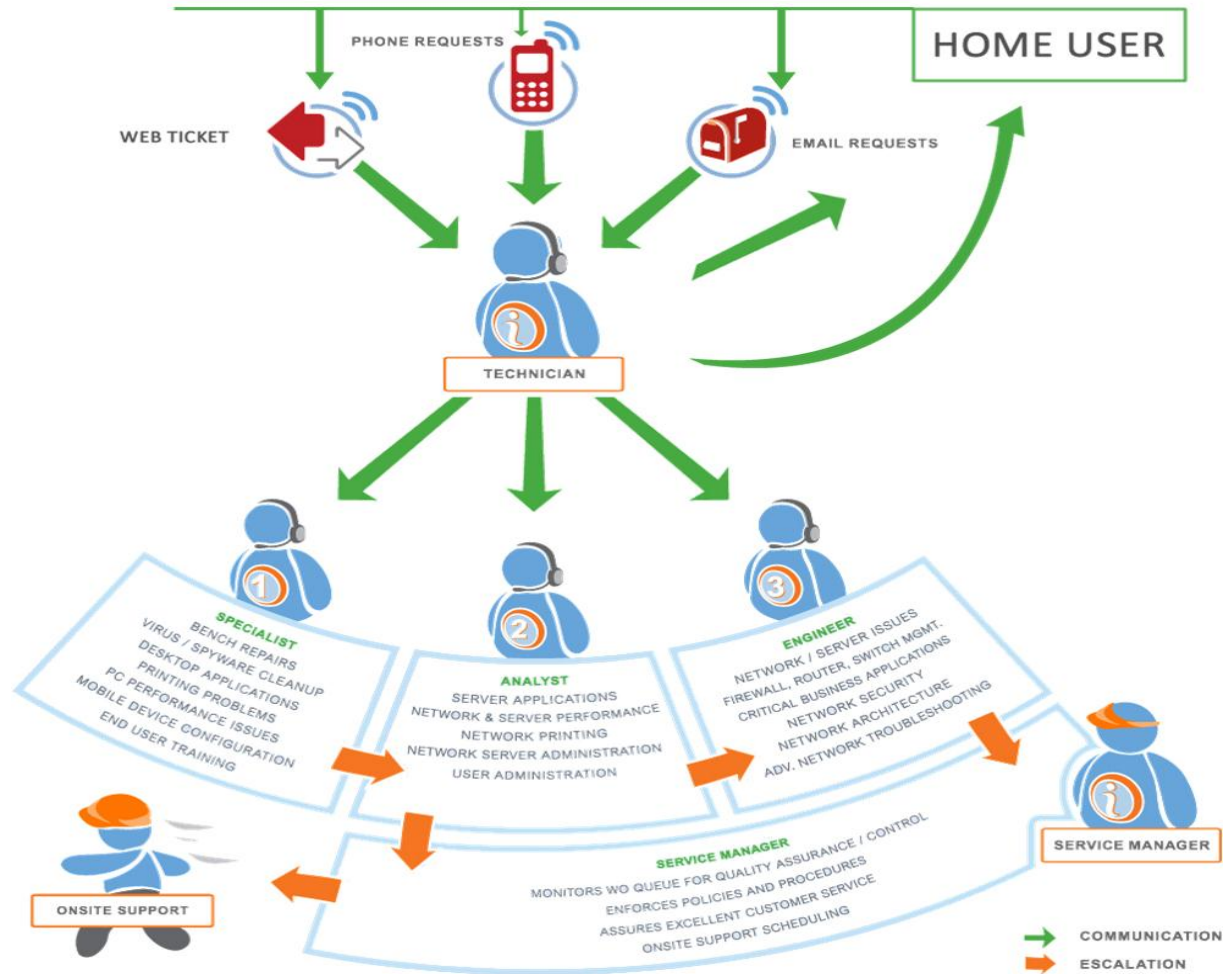 HOME USER
PHONE REQUESTS
WEB TICKET
EMAIL REQUESTS
i
TECHNICIAN
1
SPECIALIST
BENCH REPAIRS
VIRUS / SPYWARE CLEANUP
DESKTOP APPLICATIONS
PRINTING PROBLEMS
PC PERFORMANCE ISSUES
MOBILE DEVICE CONFIGURATION
END USER TRAINING
2
ANALYST
SERVER APPLICATIONS
NETWORK & SERVER PERFORMANCE
NETWORK PRINTING
NETWORK SERVER ADMINISTRATION
USER ADMINISTRATION
3
ENGINEER
NETWORK / SERVER ISSUES
FIREWALL, ROUTER, SWITCH MGMT.
CRITICAL BUSINESS APPLICATIONS
NETWORK SECURITY
NETWORK ARCHITECTURE
ADV. NETWORK TROUBLESHOOTING
i
SERVICE MANAGER
SERVICE MANAGER
MONITORS WO QUEUE FOR QUALITY ASSURANCE / CONTROL
ENFORCES POLICIES AND PROCEDURES
ASSURES EXCELLENT CUSTOMER SERVICE
ONSITE SUPPORT SCHEDULING
ONSITE SUPPORT
COMMUNICATION
ESCALATION